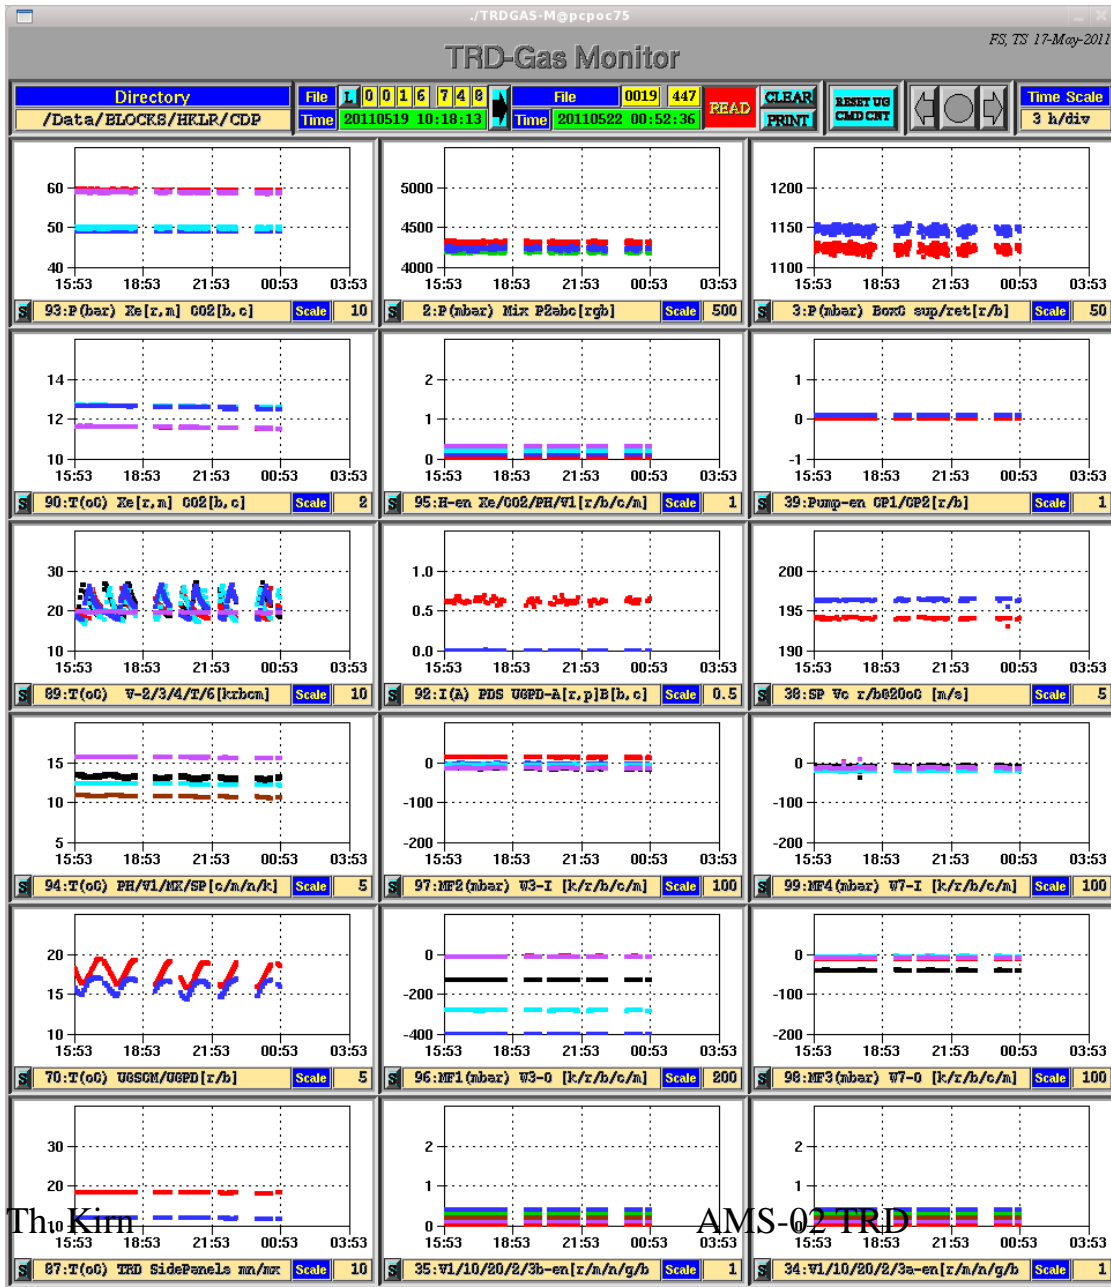 ./TRDGAS-M@pcpoc75
TRD-Gas Monitor
FS, TS 17-May-2011
Directory
/Data/BLOCKS/HKLP/CDP
File L 0 0 1 6 7 4 8
Time 20110519 10:18:13
File 0019 447
Time 20110522 00:52:36
READ
CLEAR
PRINT
RESET UG
CMD CNT
Time Scale
3 h/div
60
50
40
15:53 18:53 21:53 00:53 03:53
S 93:P(bar) Xe[r,m] CO2[b,c] Scale 10
5000
4500
4000
15:53 18:53 21:53 00:53 03:53
S 2:P(mbar) Mix P2abc[rgb] Scale 500
1200
1150
1100
15:53 18:53 21:53 00:53 03:53
S 3:P(mbar) BoxC sup/ret[r/b] Scale 50
14
12
10
15:53 18:53 21:53 00:53 03:53
S 90:T(oC) Xe[r,m] CO2[b,c] Scale 2
2
1
0
15:53 18:53 21:53 00:53 03:53
S 95:H-en Xe/CO2/PH/V1[r/b/c/m] Scale 1
1
0
-1
15:53 18:53 21:53 00:53 03:53
S 39:Pump-en CP1/CP2[r/b] Scale 1
30
20
10
15:53 18:53 21:53 00:53 03:53
S 89:T(oC) V-2/3/4/T/6[krbcm] Scale 10
1.0
0.5
0.0
15:53 18:53 21:53 00:53 03:53
S 92:I(A) PDS UGPD-A[r,p]B[b,c] Scale 0.5
200
195
190
15:53 18:53 21:53 00:53 03:53
S 38:SP Vc r/b@20oC [m/s] Scale 5
15
10
5
15:53 18:53 21:53 00:53 03:53
S 94:T(oC) PH/V1/MX/SP[c/m/n/k] Scale 5
0
-100
-200
15:53 18:53 21:53 00:53 03:53
S 97:MF2(mbar) W3-I [k/r/b/c/m] Scale 100
0
-100
-200
15:53 18:53 21:53 00:53 03:53
S 99:MF4(mbar) W7-I [k/r/b/c/m] Scale 100
20
15
10
15:53 18:53 21:53 00:53 03:53
S 70:T(oC) UGSCM/UGPD[r/b] Scale 5
0
-200
-400
15:53 18:53 21:53 00:53 03:53
S 96:MF1(mbar) W3-O [k/r/b/c/m] Scale 200
0
-100
-200
15:53 18:53 21:53 00:53 03:53
S 98:MF3(mbar) W7-O [k/r/b/c/m] Scale 100
30
20
10
15:53 18:53 21:53 00:53 03:53
S 87:T(oC) TRD SidePanels mn/mx Scale 10
2
1
0
15:53 18:53 21:53 00:53 03:53
S 35:V1/10/20/2/3b-en[r/m/n/g/b Scale 1
2
1
0
15:53 18:53 21:53 00:53 03:53
S 34:V1/10/20/2/3a-en[r/m/n/g/b Scale 1
Th. Kirn
AMS-02 TRD